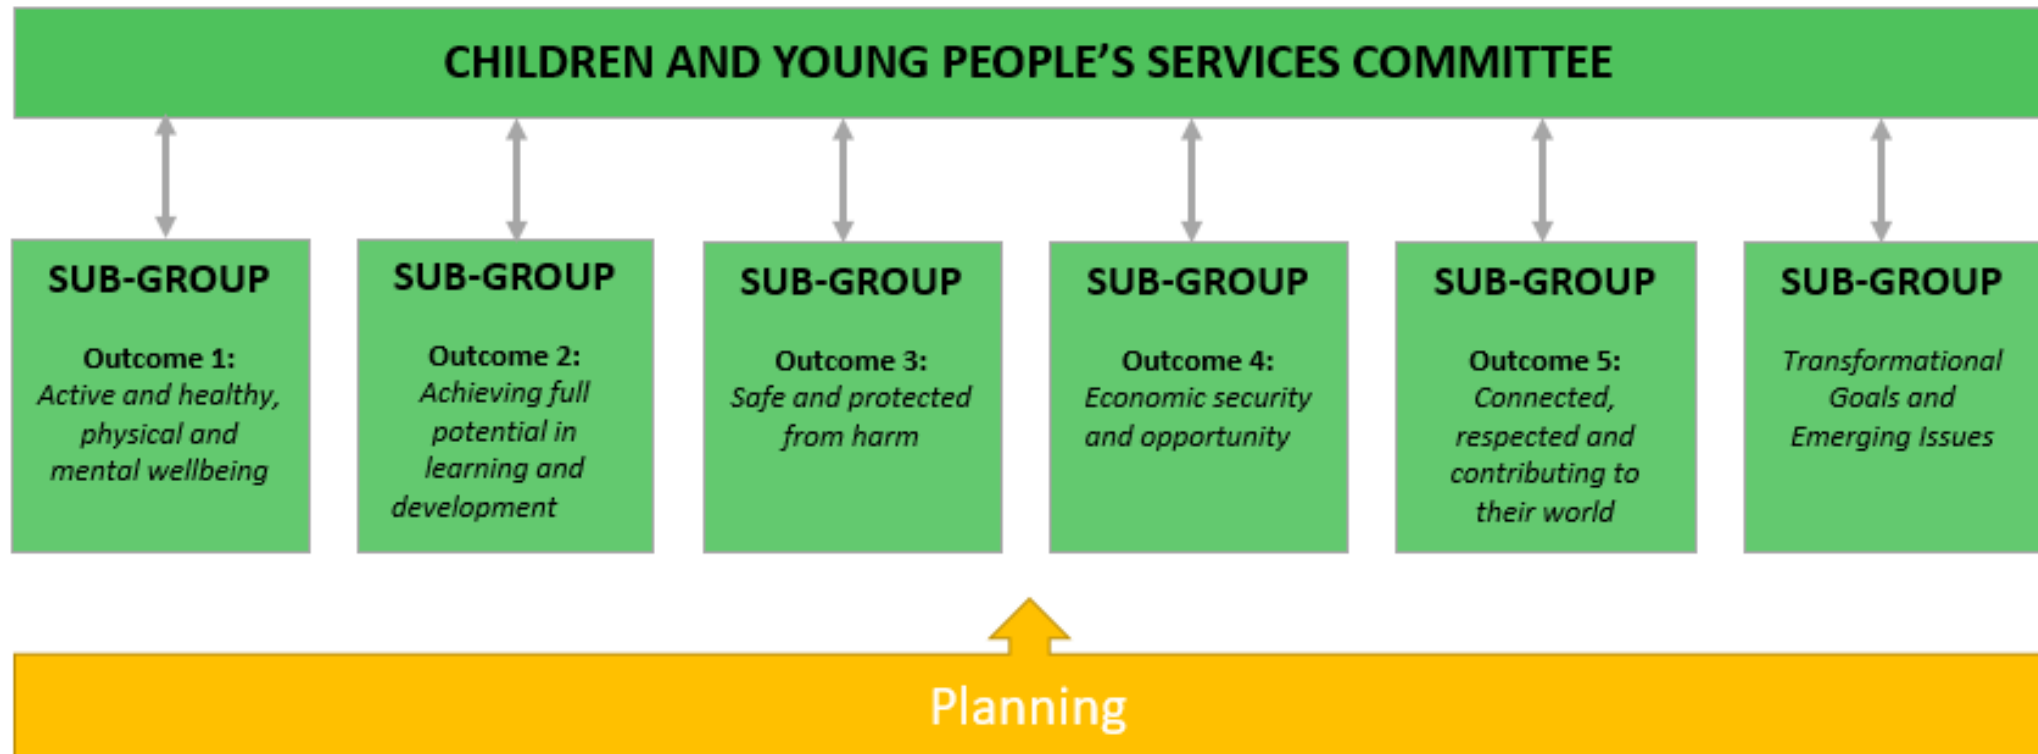 CHILDREN AND YOUNG PEOPLE’S SERVICES COMMITTEE
SUB-GROUP
Outcome 1:
Active and healthy,
physical and
mental wellbeing
SUB-GROUP
Outcome 2:
Achieving full
potential in
learning and
development
SUB-GROUP
Outcome 3:
Safe and protected
from harm
SUB-GROUP
Outcome 4:
Economic security
and opportunity
SUB-GROUP
Outcome 5:
Connected,
respected and
contributing to
their world
SUB-GROUP
Transformational
Goals and
Emerging Issues
Planning